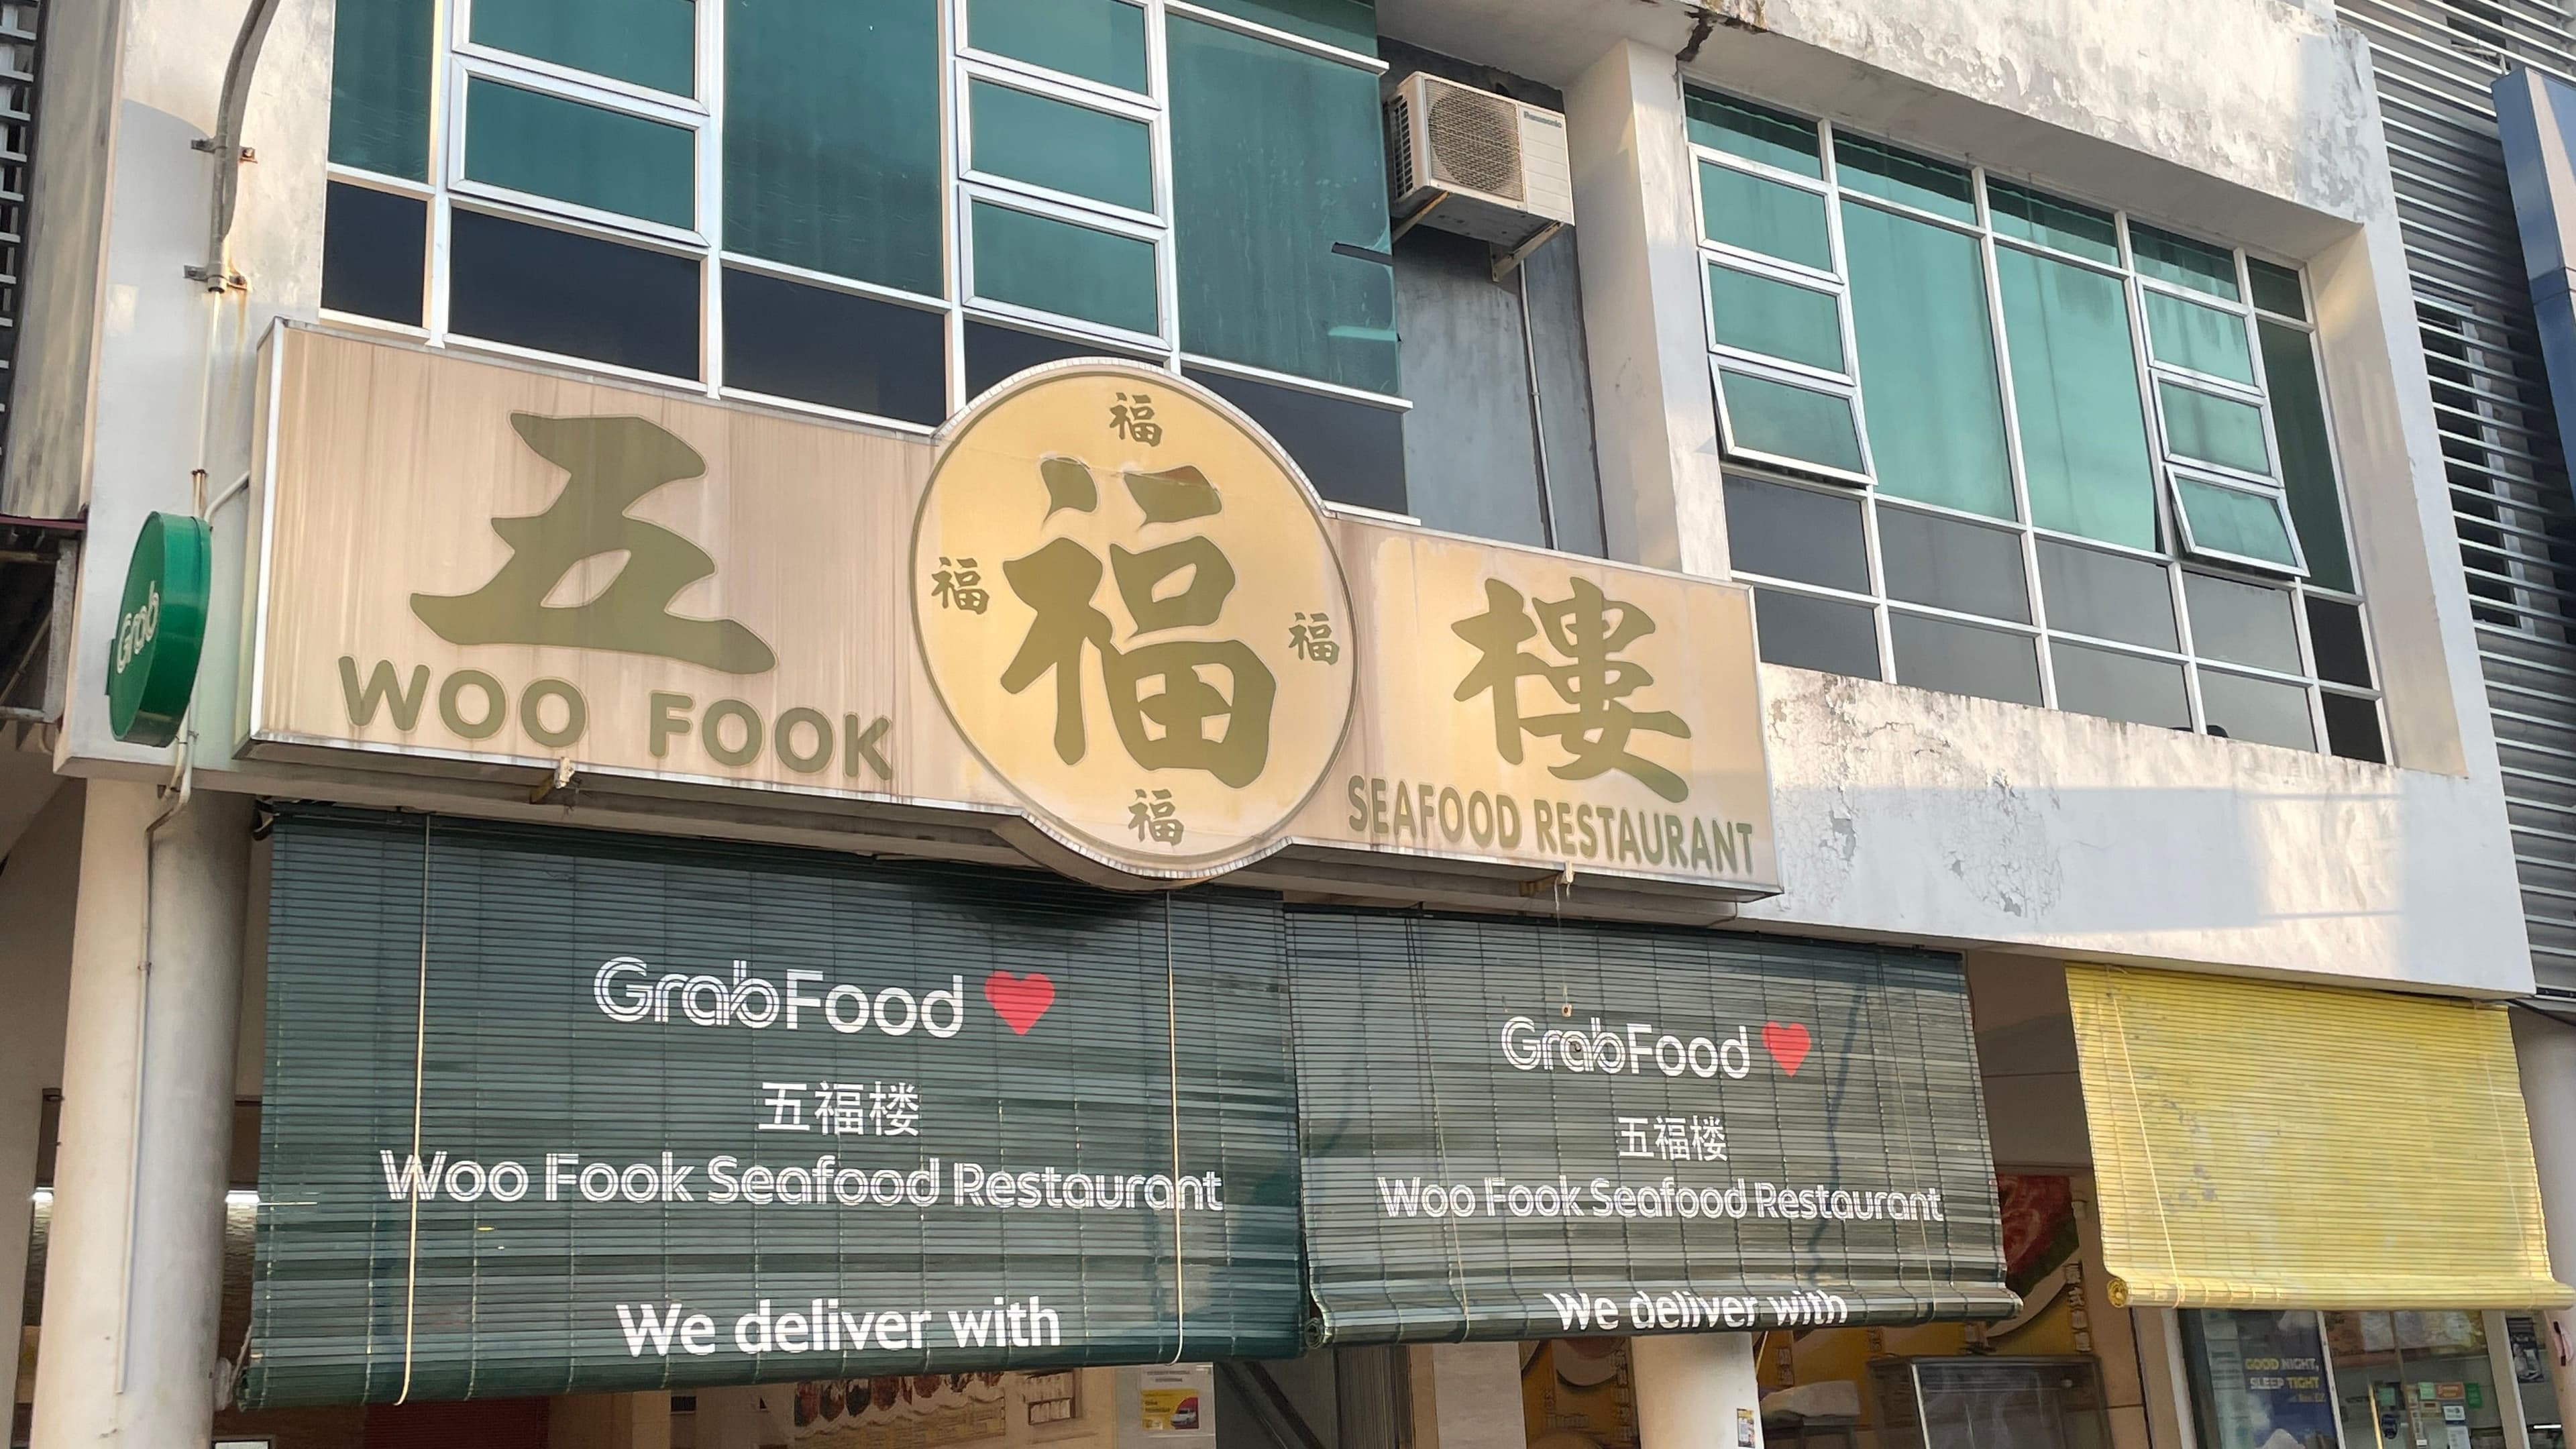 Panasonic
福
五 福 樓
福 福
福
WOO FOOK
SEAFOOD RESTAURANT
Grab
GrabFood
五福楼
Woo Fook Seafood Restaurant
We deliver with
GrabFood
五福楼
Woo Fook Seafood Restaurant
We deliver with
GOOD NIGHT,
SLEEP TIGHT